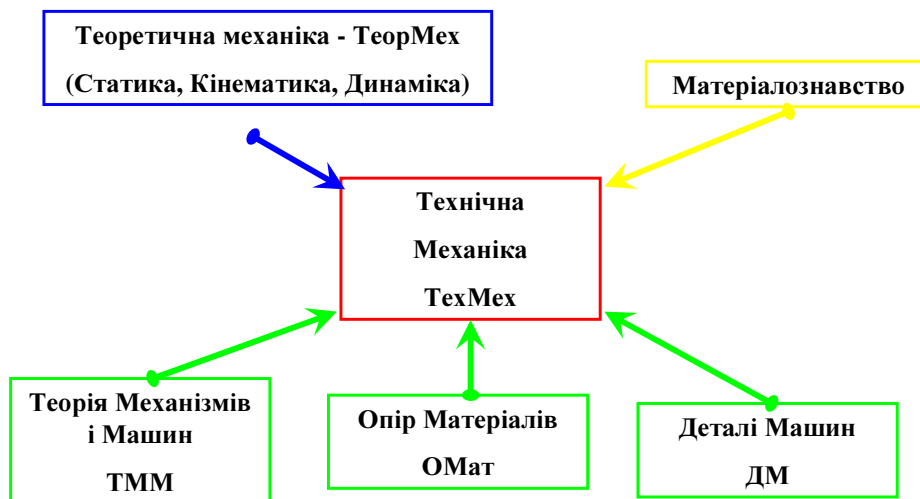 Теоретична механіка - ТеорМех
(Статика, Кінематика, Динаміка)
Матеріалознавство
Технічна
Механіка
ТехМех
Теорія Механізмів
і Машин
ТММ
Опір Матеріалів
ОМат
Деталі Машин
ДМ